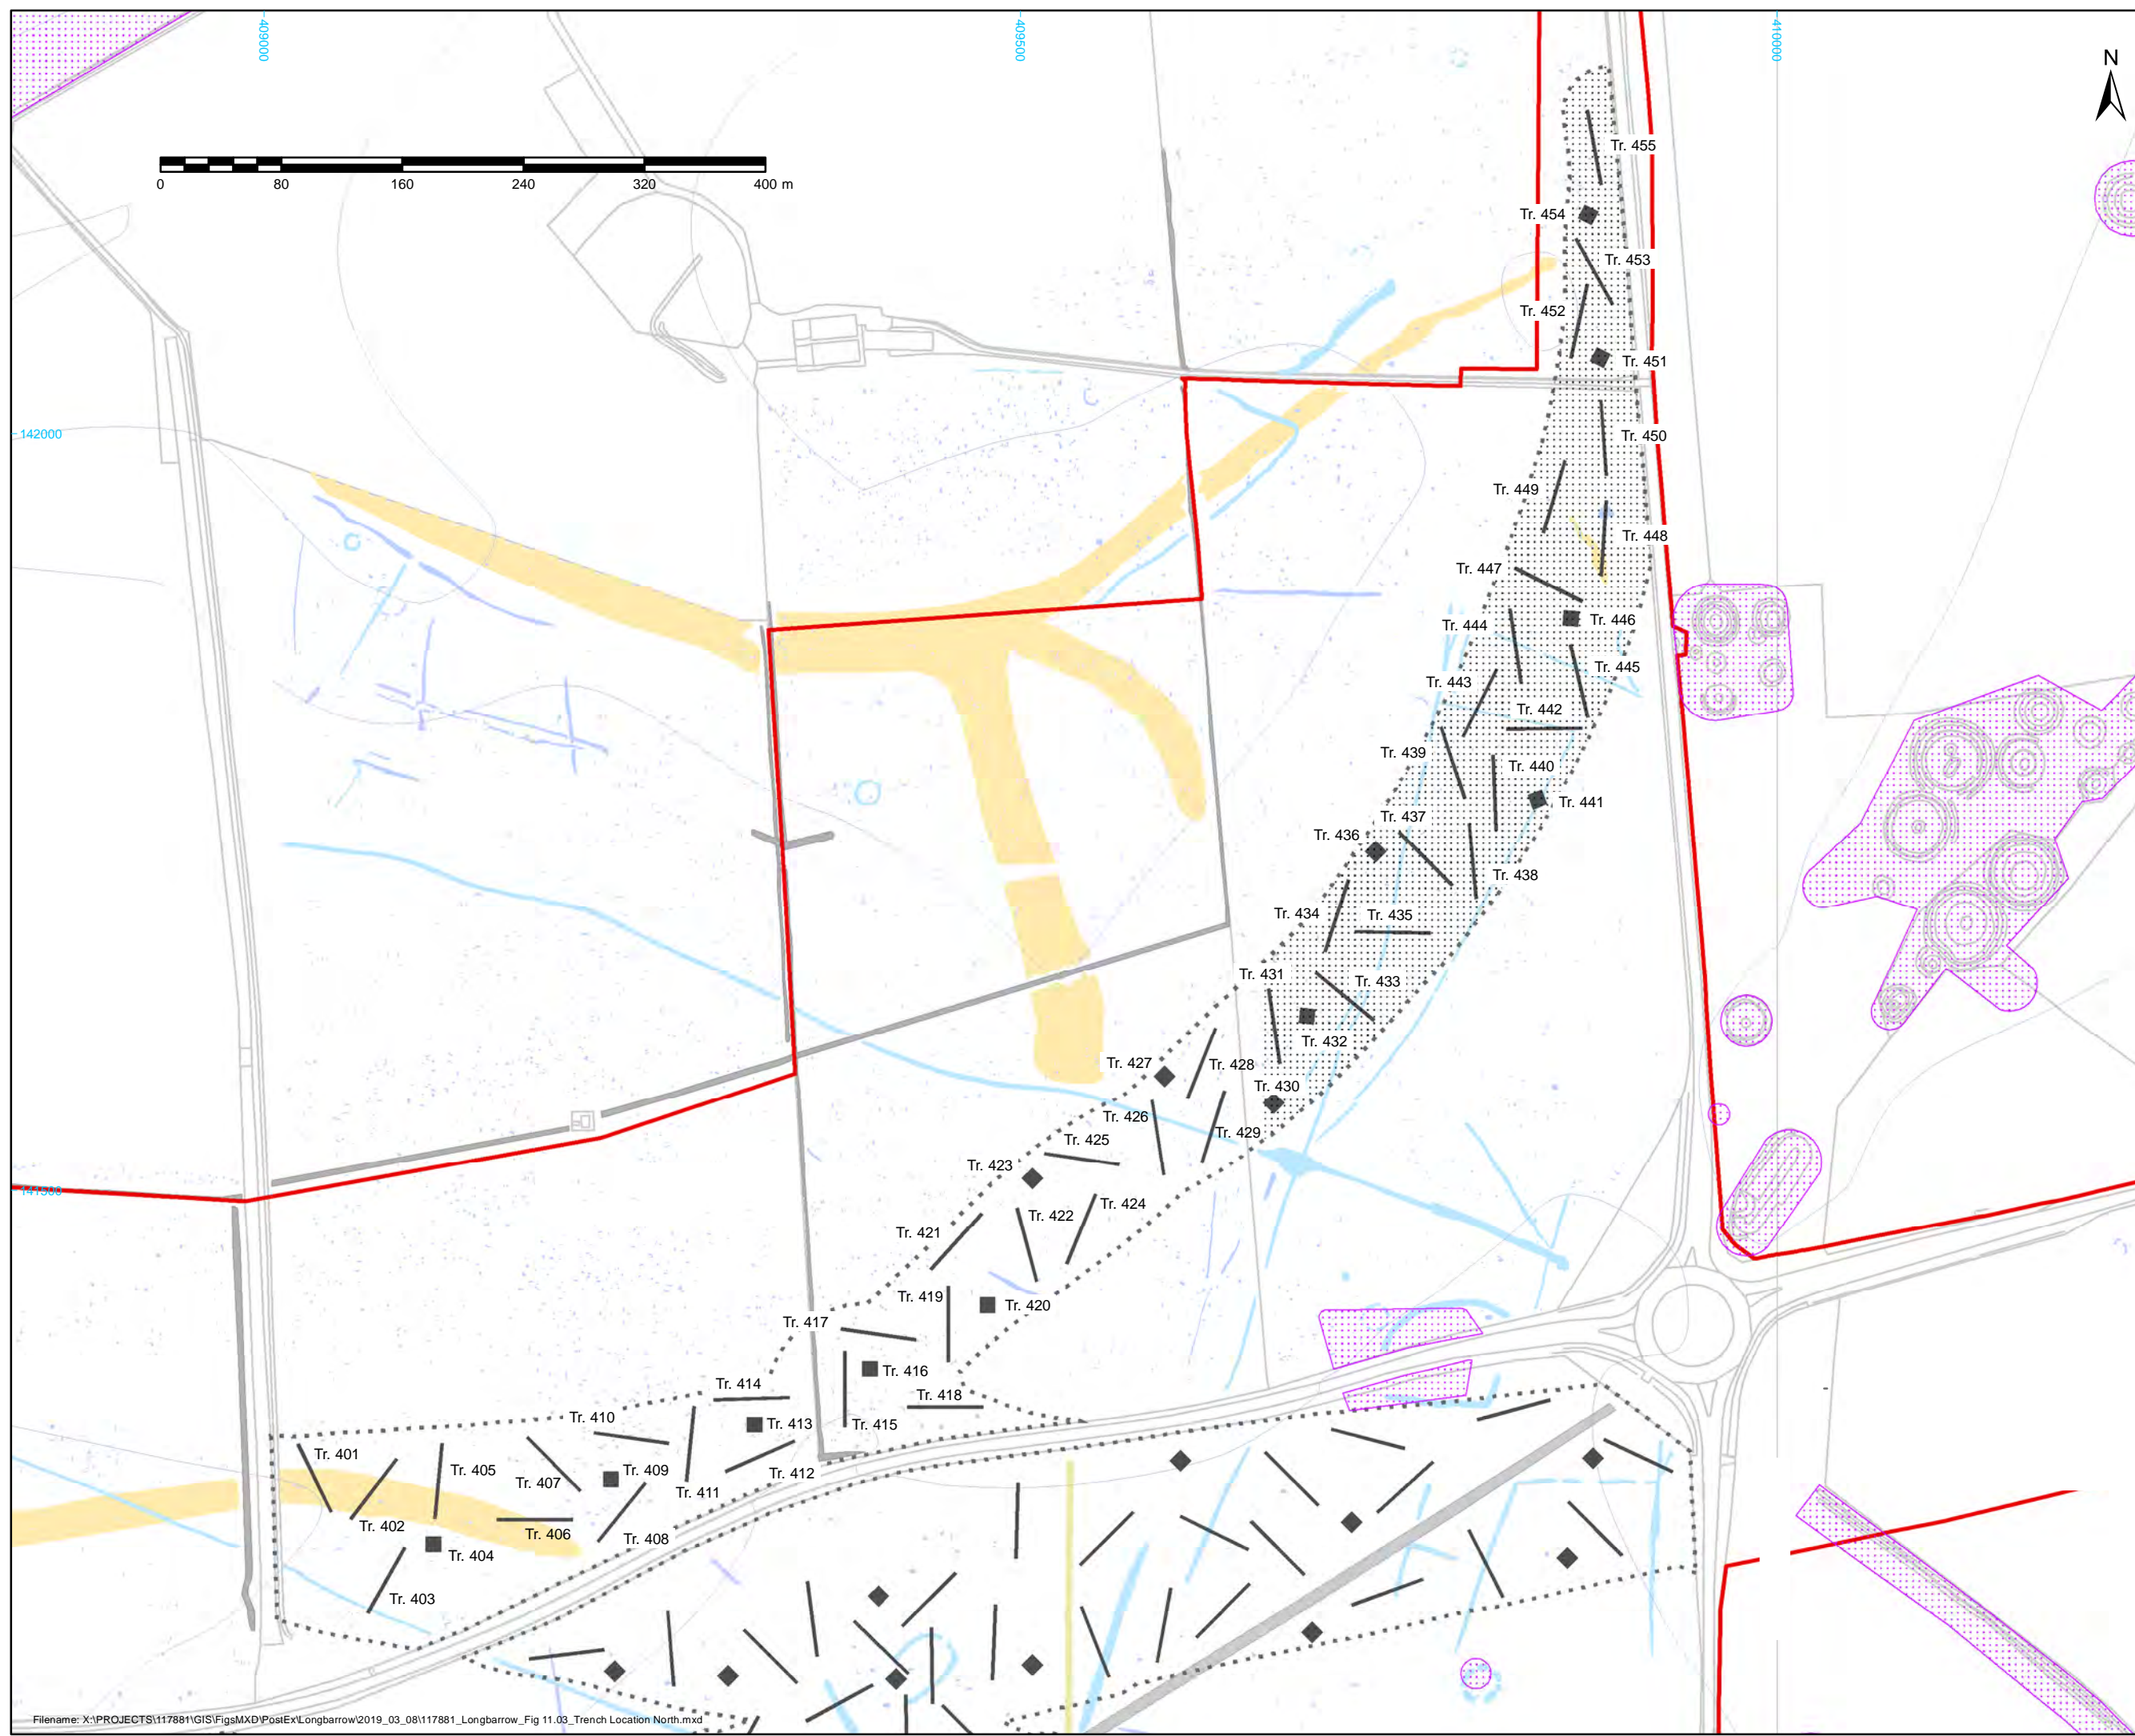 409000
409500
410000
N
0 80 160 240 320 400 m
Tr. 455
Tr. 454
Tr. 453
Tr. 452
Tr. 451
142000
Tr. 450
Tr. 449
Tr. 448
Tr. 447
Tr. 446
Tr. 444
Tr. 445
Tr. 443
Tr. 442
Tr. 439
Tr. 440
Tr. 441
Tr. 437
Tr. 436
Tr. 438
Tr. 434
Tr. 435
Tr. 431
Tr. 433
Tr. 432
Tr. 427
Tr. 428
Tr. 430
Tr. 426
Tr. 429
Tr. 425
Tr. 423
141500
Tr. 424
Tr. 422
Tr. 421
Tr. 419
Tr. 420
Tr. 417
Tr. 416
Tr. 414
Tr. 418
Tr. 410
Tr. 413
Tr. 415
Tr. 401
Tr. 405
Tr. 409
Tr. 412
Tr. 407
Tr. 411
Tr. 402
Tr. 406
Tr. 408
Tr. 404
Tr. 403
Filename: X:\PROJECTS\117881\GIS\FigsMXD\PostEx\Longbarrow\2019_03_08\117881_Longbarrow_Fig 11.03_Trench Location North.mxd